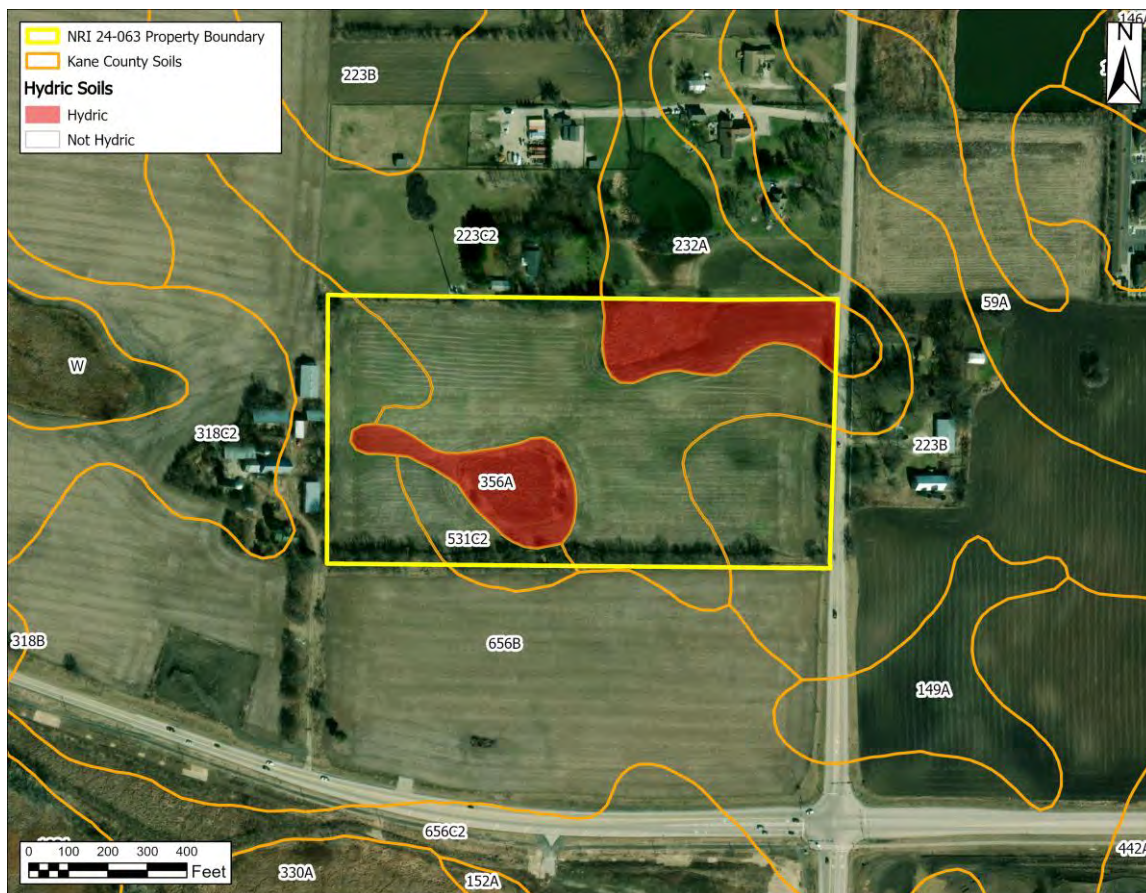 NRI 24-063 Property Boundary
Kane County Soils
Hydric Soils
Hydric
Not Hydric
N
146A
223B
223C2
232A
59A
W
318C2
223B
356A
531C2
318B
656B
149A
656C2
442A
330A
152A
0 100 200 300 400
Feet